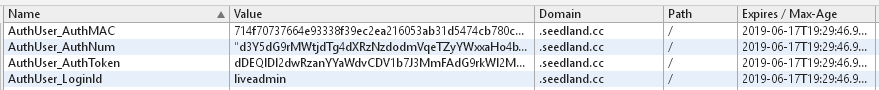 Name Value Domain Path Expires / Max-Age
AuthUser_AuthMAC 714f70737664e93338f39ec2ea216053ab31d5474cb780c... .seedland.cc / 2019-06-17T19:29:46.9...
AuthUser_AuthNum "d3Y5dG9rMWtjdTg4dXRzNzdodmVqeTZyYWxxaHo4b... .seedland.cc / 2019-06-17T19:29:46.9...
AuthUser_AuthToken dDEQIDI2dwRzanYYaWdvCDV1b7J3MmFAdG9rKWI2M... .seedland.cc / 2019-06-17T19:29:46.9...
AuthUser_LoginId liveadmin .seedland.cc / 2019-06-17T19:29:46.9...